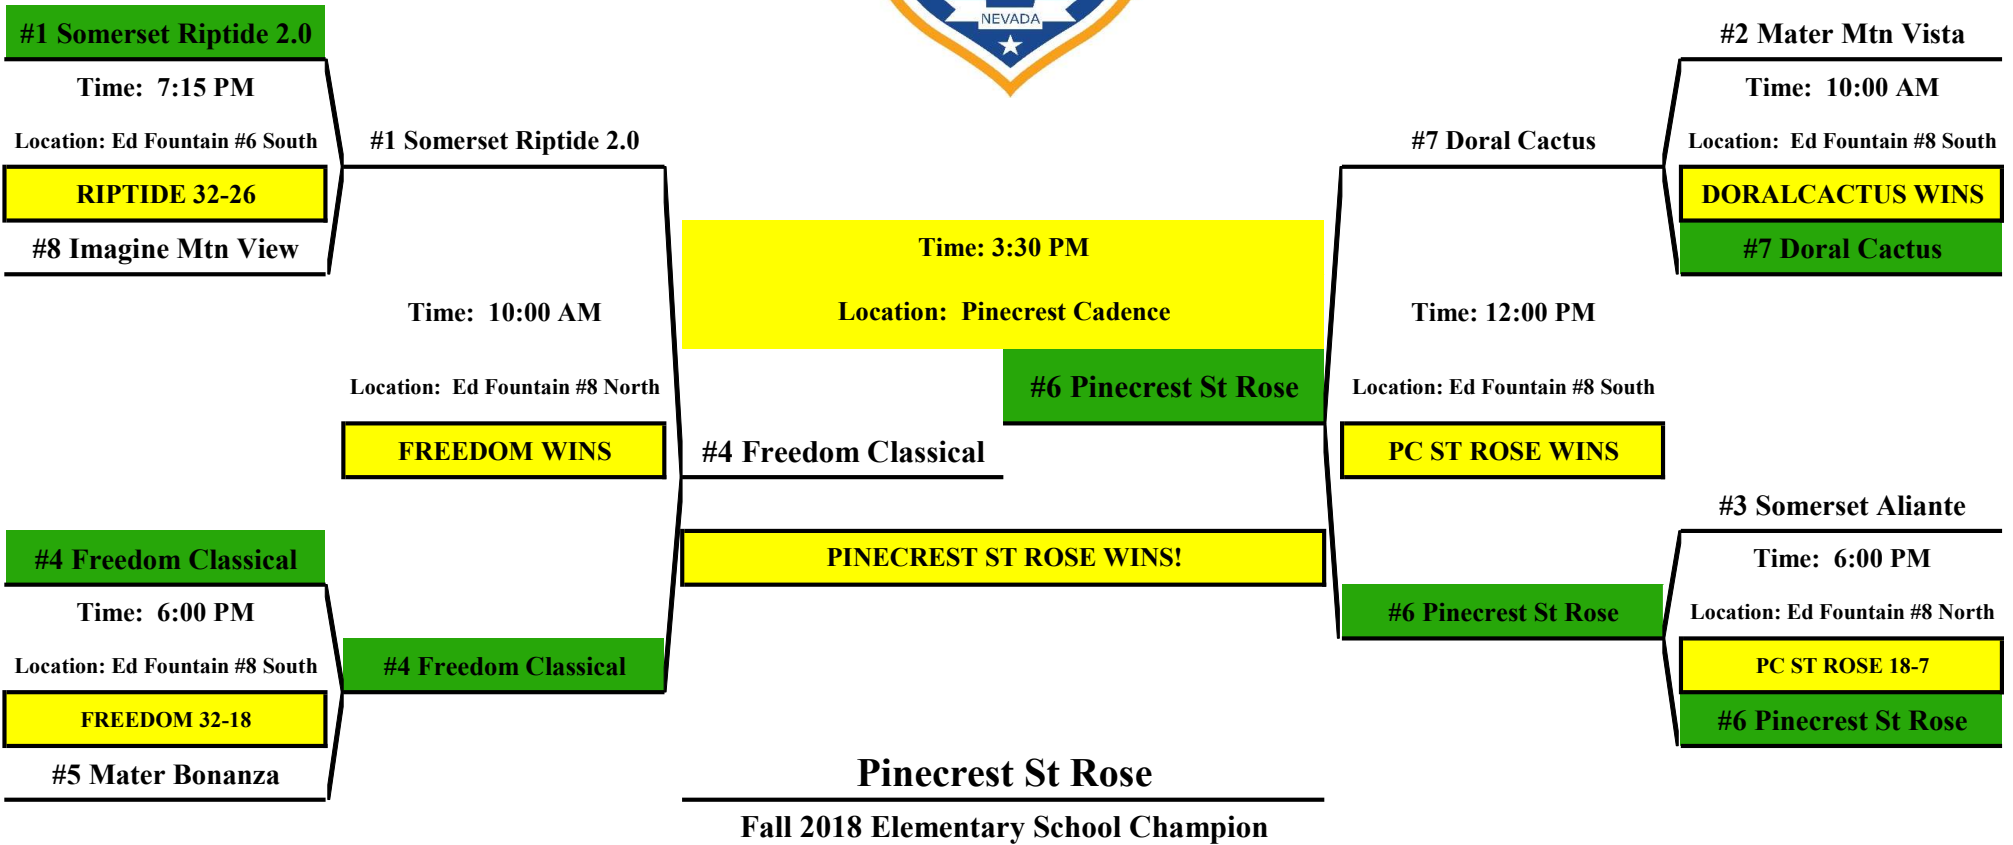 NEVADA
#1 Somerset Riptide 2.0
Time: 7:15 PM
Location: Ed Fountain #6 South
RIPTIDE 32-26
#8 Imagine Mtn View
#4 Freedom Classical
Time: 6:00 PM
Location: Ed Fountain #8 South
FREEDOM 32-18
#5 Mater Bonanza
#1 Somerset Riptide 2.0
Time: 10:00 AM
Location: Ed Fountain #8 North
FREEDOM WINS
#4 Freedom Classical
Time: 3:30 PM
Location: Pinecrest Cadence
#6 Pinecrest St Rose
#4 Freedom Classical
PINECREST ST ROSE WINS!
Pinecrest St Rose
Fall 2018 Elementary School Champion
#7 Doral Cactus
Time: 12:00 PM
Location: Ed Fountain #8 South
PC ST ROSE WINS
#6 Pinecrest St Rose
#2 Mater Mtn Vista
Time: 10:00 AM
Location: Ed Fountain #8 South
DORALCACTUS WINS
#7 Doral Cactus
#3 Somerset Aliante
Time: 6:00 PM
Location: Ed Fountain #8 North
PC ST ROSE 18-7
#6 Pinecrest St Rose